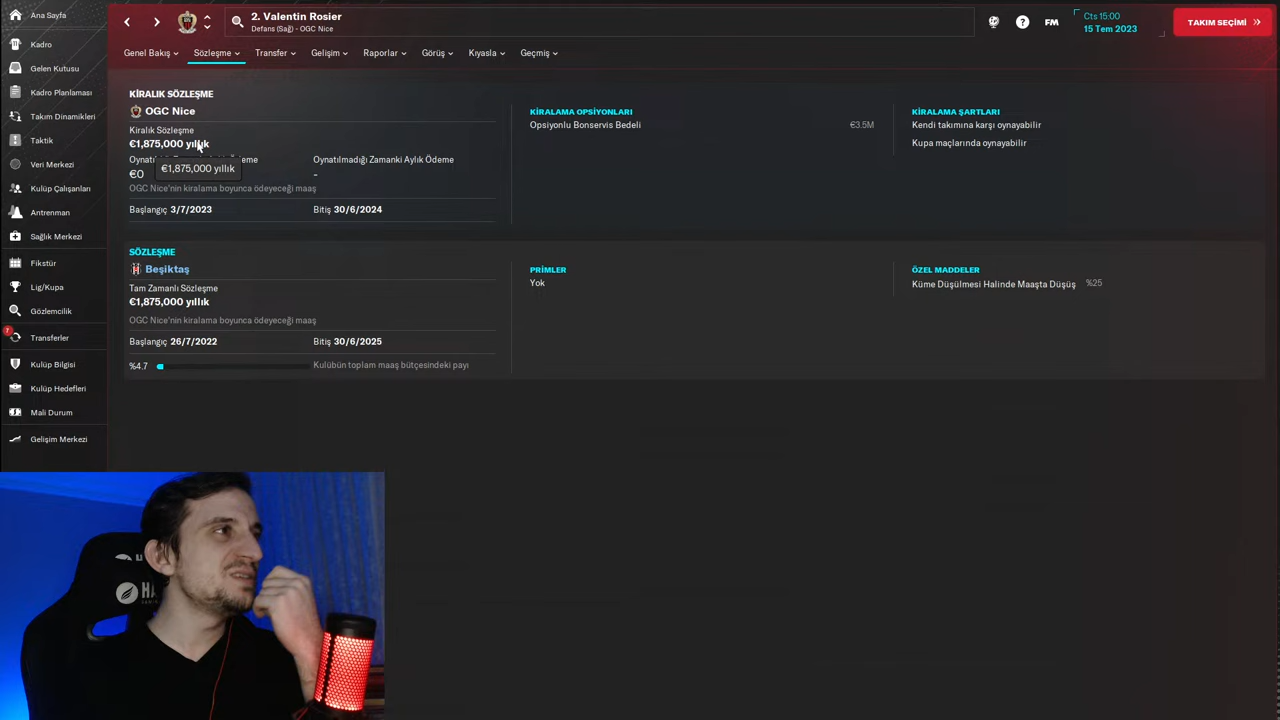 Ana Sayfa
2. Valentin Rosier
Defans (Sağ) - OGC Nice
FM
Cts 15:00
15 Tem 2023
TAKIM SEÇİMİ
Kadro
Gelen Kutusu
Kadro Planlaması
Takım Dinamikleri
Taktik
Veri Merkezi
Kulüp Çalışanları
Antrenman
Sağlık Merkezi
Fikstür
Lig/Kupa
Gözlemcilik
7
Transferler
Kulüp Bilgisi
Kulüp Hedefleri
Mali Durum
Gelişim Merkezi
Genel Bakış
Sözleşme
Transfer
Gelişim
Raporlar
Görüş
Kıyasla
Geçmiş
KİRALIK SÖZLEŞME
OGC Nice
Kiralık Sözleşme
€1,875,000 yıllık
€1,875,000 yıllık
€0
Oynatılmadığı Zamanki Aylık Ödeme
-
OGC Nice'nin kiralama boyunca ödeyeceği maaş
Başlangıç 3/7/2023
Bitiş 30/6/2024
KİRALAMA OPSİYONLARI
Opsiyonlu Bonservis Bedeli
€3.5M
KİRALAMA ŞARTLARI
Kendi takımına karşı oynayabilir
Kupa maçlarında oynayabilir
SÖZLEŞME
Beşiktaş
Tam Zamanlı Sözleşme
€1,875,000 yıllık
OGC Nice'nin kiralama boyunca ödeyeceği maaş
Başlangıç 26/7/2022
Bitiş 30/6/2025
%4.7
Kulübün toplam maaş bütçesindeki payı
PRİMLER
Yok
ÖZEL MADDELER
Küme Düşülmesi Halinde Maaşta Düşüş
%25